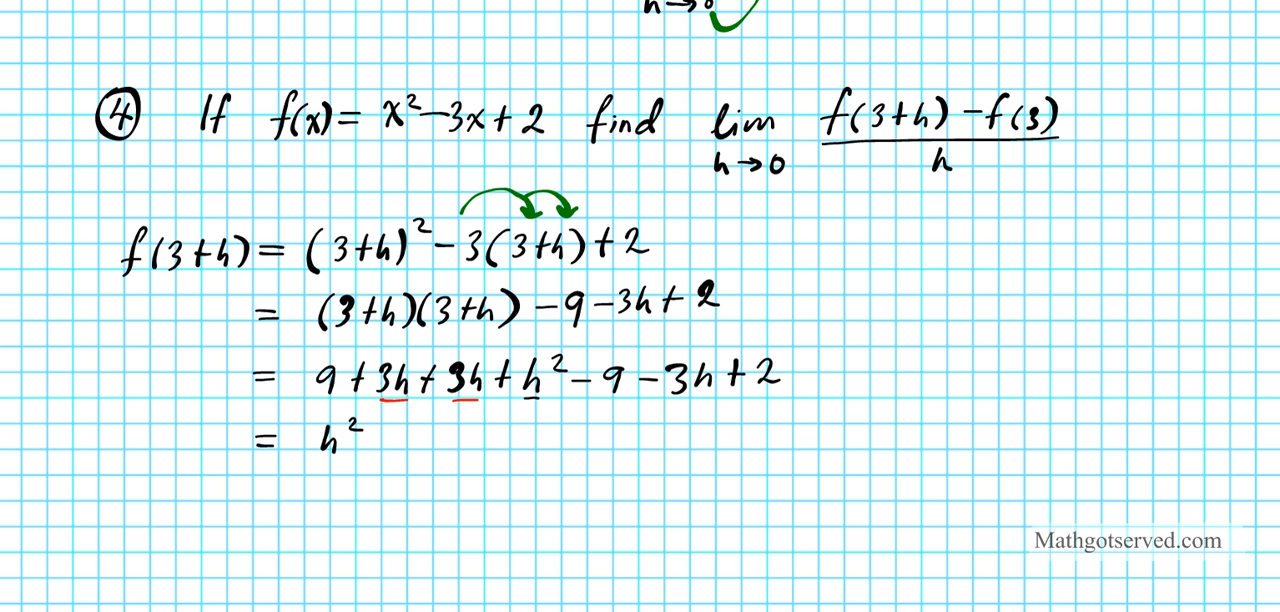 h→0
④ If f(x) = x²-3x+2 find lim h→0 f(3+h)-f(3) / h
f(3+h) = (3+h)² - 3(3+h) + 2
= (3+h)(3+h) - 9 - 3h + 2
= 9 + 3h + 3h + h² - 9 - 3h + 2
= h²
Mathgotserved.com